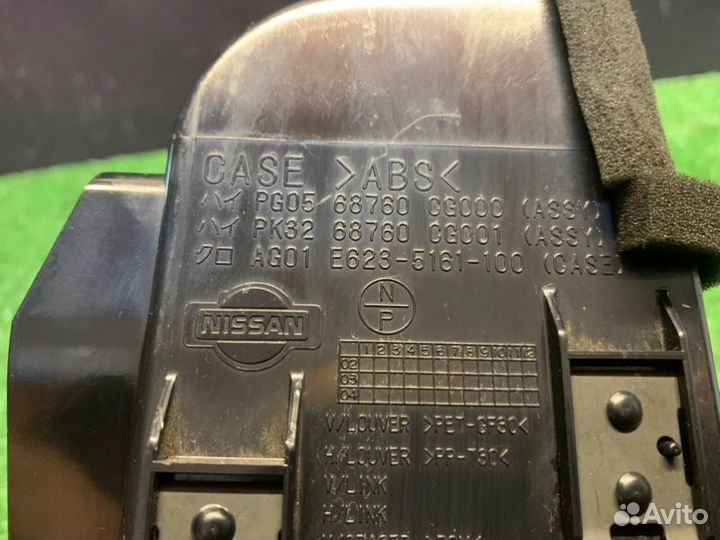 CASE >ABS<
ハイ PG05 68760 CG000 (ASSY)
ハイ PK32 68760 CG001 (ASSY)
クロ AG01 E623-5161-100 (CASE)
NISSAN
N
P
1 2 3 4 5 6 7 8 9 10 11 12
02
03
04
V/LOUVER >PET-GF30<
H/LOUVER >PP-T30<
V/LINK
H/LINK
Avito